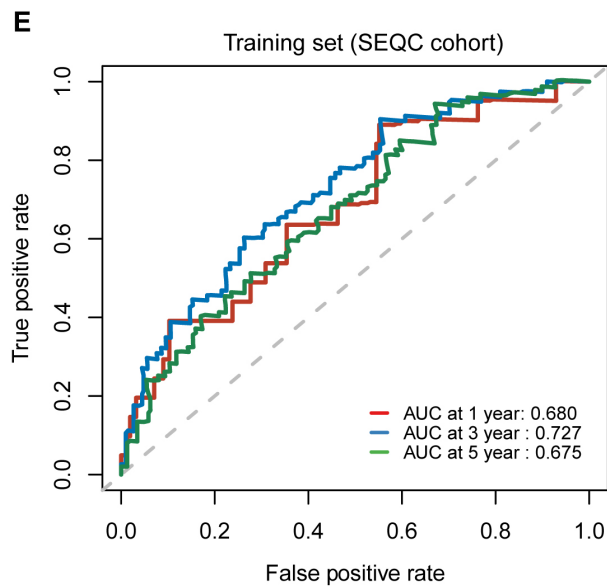 E
Training set (SEQC cohort)
True positive rate
1.0
0.8
0.6
0.4
0.2
0.0
AUC at 1 year: 0.680
AUC at 3 year : 0.727
AUC at 5 year : 0.675
0.0 0.2 0.4 0.6 0.8 1.0
False positive rate